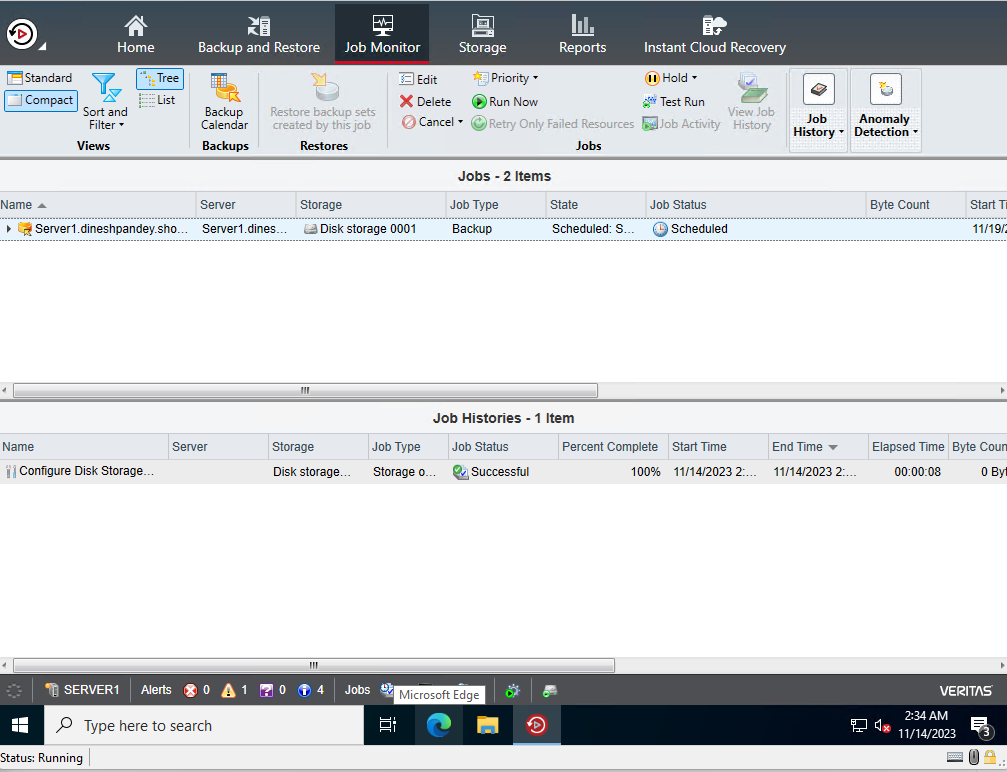 Home
Backup and Restore
Job Monitor
Storage
Reports
Instant Cloud Recovery
Standard
Compact
Sort and
Filter
Tree
List
Views
Backup
Calendar
Backups
Restore backup sets
created by this job
Restores
Edit
Delete
Cancel
Priority
Run Now
Retry Only Failed Resources
Hold
Test Run
Job Activity
View Job
History
Jobs
Job
History
Anomaly
Detection
Jobs - 2 Items
Name Server Storage Job Type State Job Status Byte Count Start Ti
Server1.dineshpandey.sho... Server1.dines... Disk storage 0001 Backup Scheduled: S... Scheduled 11/19/2
Job Histories - 1 Item
Name Server Storage Job Type Job Status Percent Complete Start Time End Time Elapsed Time Byte Coun
Configure Disk Storage... Disk storage... Storage o... Successful 100% 11/14/2023 2:... 11/14/2023 2:... 00:00:08 0 Byt
SERVER1 Alerts 0 1 0 4 Jobs VERITAS
Microsoft Edge
Type here to search
2:34 AM
11/14/2023
3
Status: Running